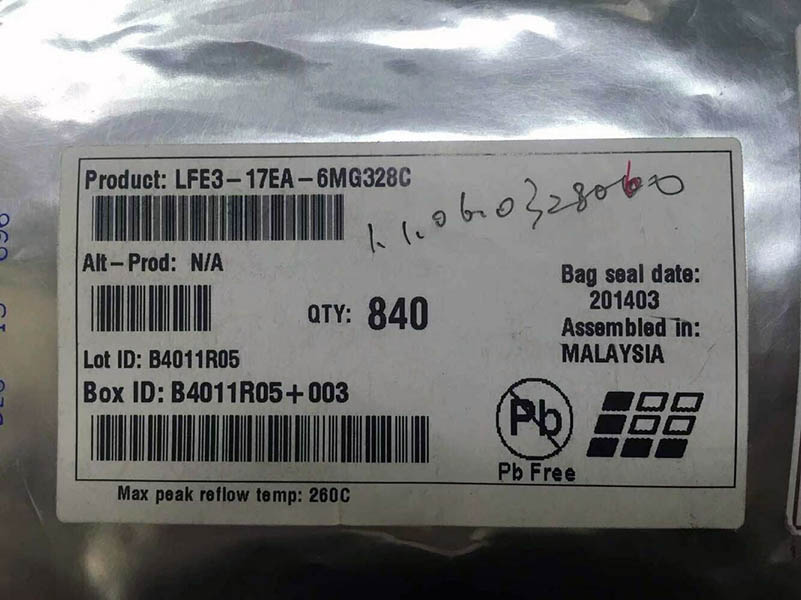 Product: LFE3-17EA-6MG328C
Alt-Prod: N/A
QTY: 840
Bag seal date:
201403
Assembled in:
MALAYSIA
Lot ID: B4011R05
Box ID: B4011R05+003
Pb
Pb Free
Max peak reflow temp: 260C